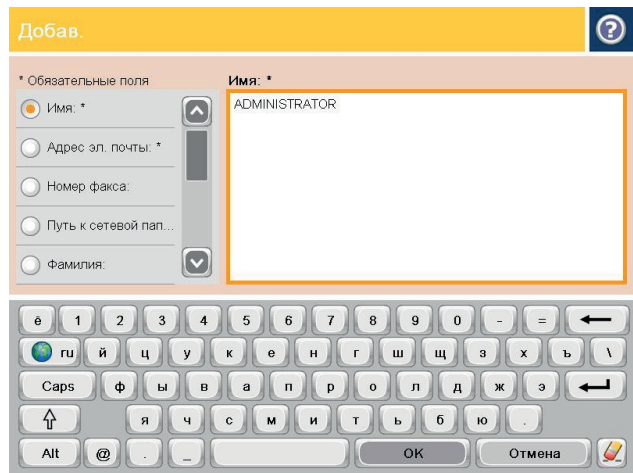 Добав.
?
* Обязательные поля
Имя: *
Адрес эл. почты: *
Номер факса:
Путь к сетевой пап...
Фамилия:
Имя: *
ADMINISTRATOR
ё 1 2 3 4 5 6 7 8 9 0 - =
ru й ц у к е н г ш щ з х ъ \
Caps ф ы в а п р о л д ж э
я ч с м и т ь б ю .
Alt @ . _ OK Отмена